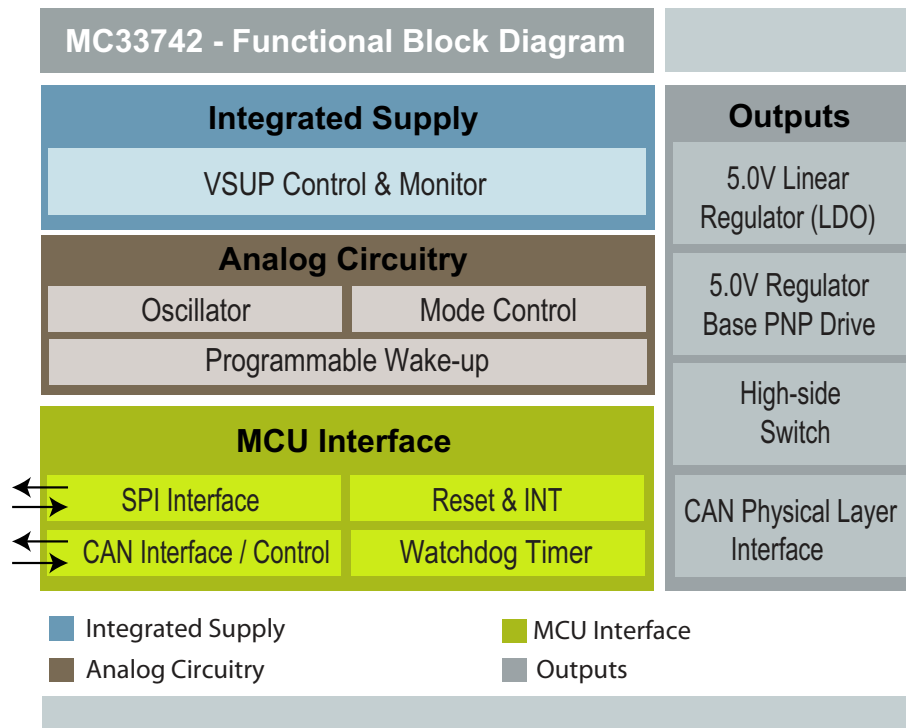 MC33742 - Functional Block Diagram
Integrated Supply
VSUP Control & Monitor
Analog Circuitry
Oscillator
Mode Control
Programmable Wake-up
MCU Interface
SPI Interface
Reset & INT
CAN Interface / Control
Watchdog Timer
Outputs
5.0V Linear
Regulator (LDO)
5.0V Regulator
Base PNP Drive
High-side
Switch
CAN Physical Layer
Interface
Integrated Supply
MCU Interface
Analog Circuitry
Outputs